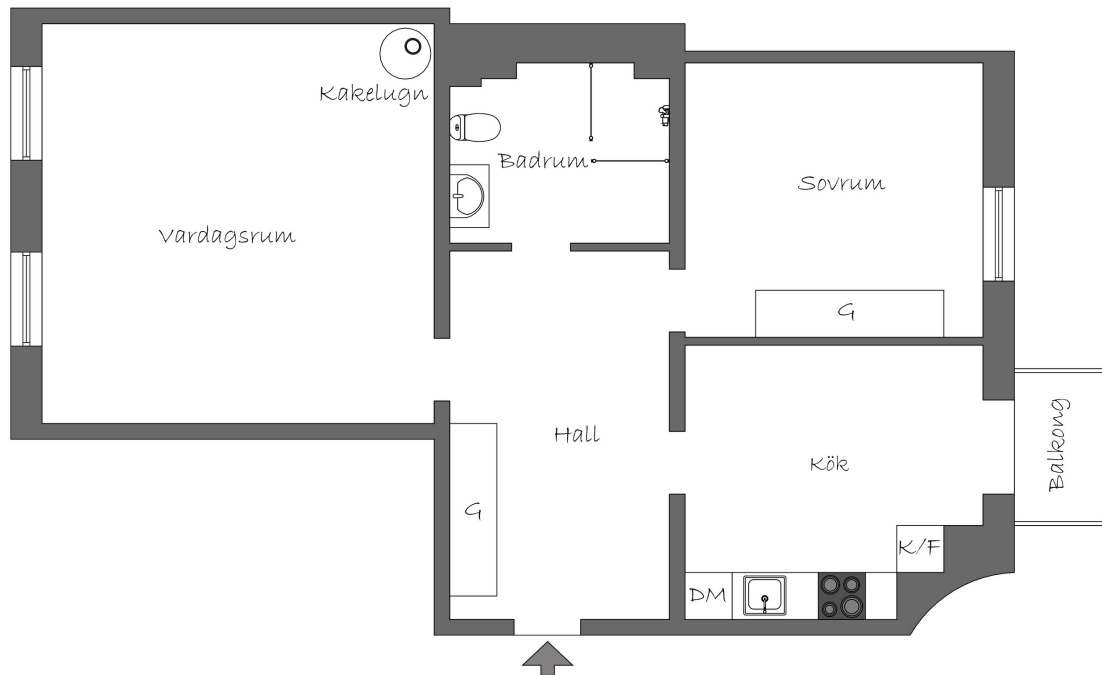 Kakelugn
Badrum
Sovrum
Vardagsrum
G
Hall
Kök
Balkong
G
K/F
DM